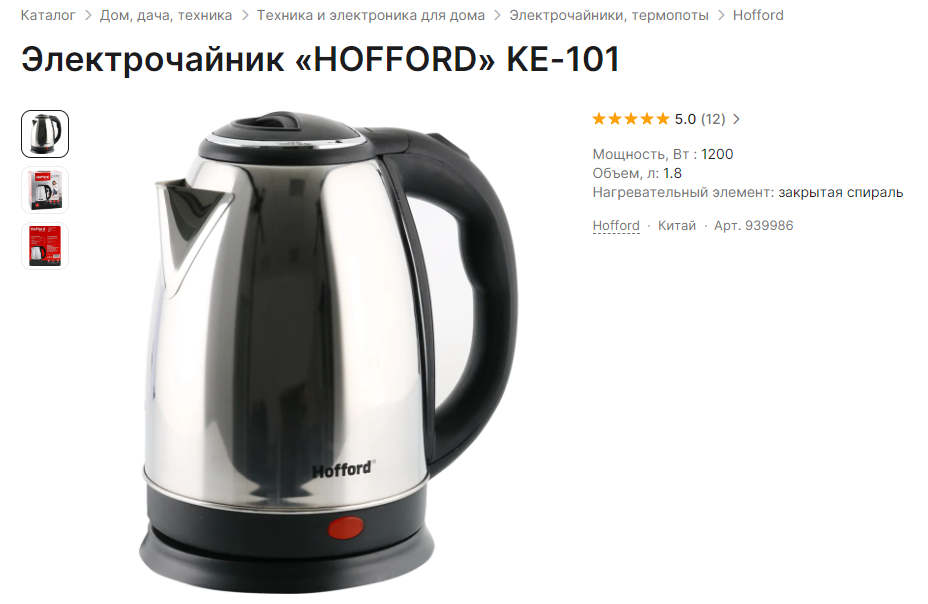 Каталог > Дом, дача, техника > Техника и электроника для дома > Электрочайники, термопоты > Hofford
Электрочайник «HOFFORD» KE-101
5.0 (12) >
Мощность, Вт : 1200
Объем, л: 1.8
Нагревательный элемент: закрытая спираль
Hofford · Китай · Арт. 939986
Hofford